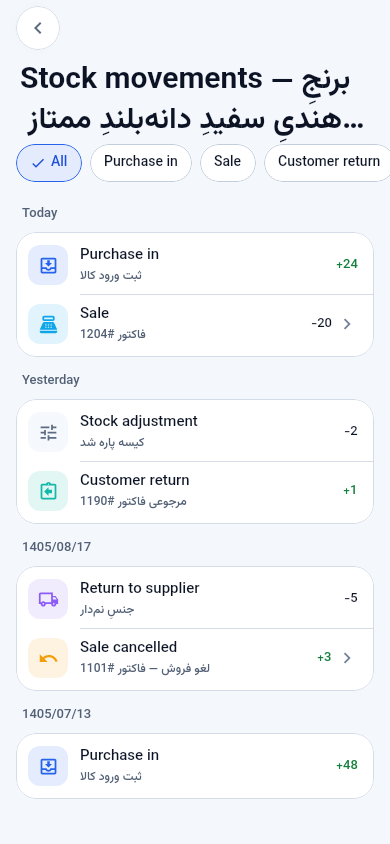 Stock movements — برنجِ
هندیِ سفیدِ دانه‌بلندِ ممتاز…
All
Purchase in
Sale
Customer return
Today
Purchase in
ثبت ورود کالا
+24
Sale
فاکتور #1204
-20
Yesterday
Stock adjustment
کیسه پاره شد
-2
Customer return
مرجوعی فاکتور #1190
+1
1405/08/17
Return to supplier
جنسِ نم‌دار
-5
Sale cancelled
لغو فروش — فاکتور #1101
+3
1405/07/13
Purchase in
ثبت ورود کالا
+48